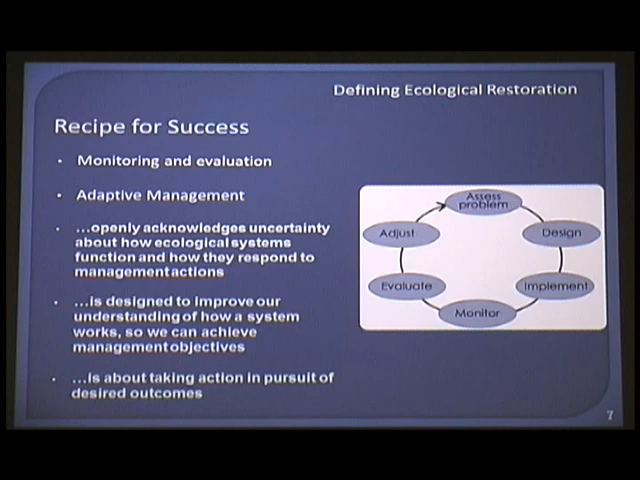 Defining Ecological Restoration
Recipe for Success
• Monitoring and evaluation
• Adaptive Management
• ...openly acknowledges uncertainty
about how ecological systems
function and how they respond to
management actions
• ...is designed to improve our
understanding of how a system
works, so we can achieve
management objectives
• ...is about taking action in pursuit of
desired outcomes
Assess
problem
Design
Implement
Monitor
Evaluate
Adjust
7